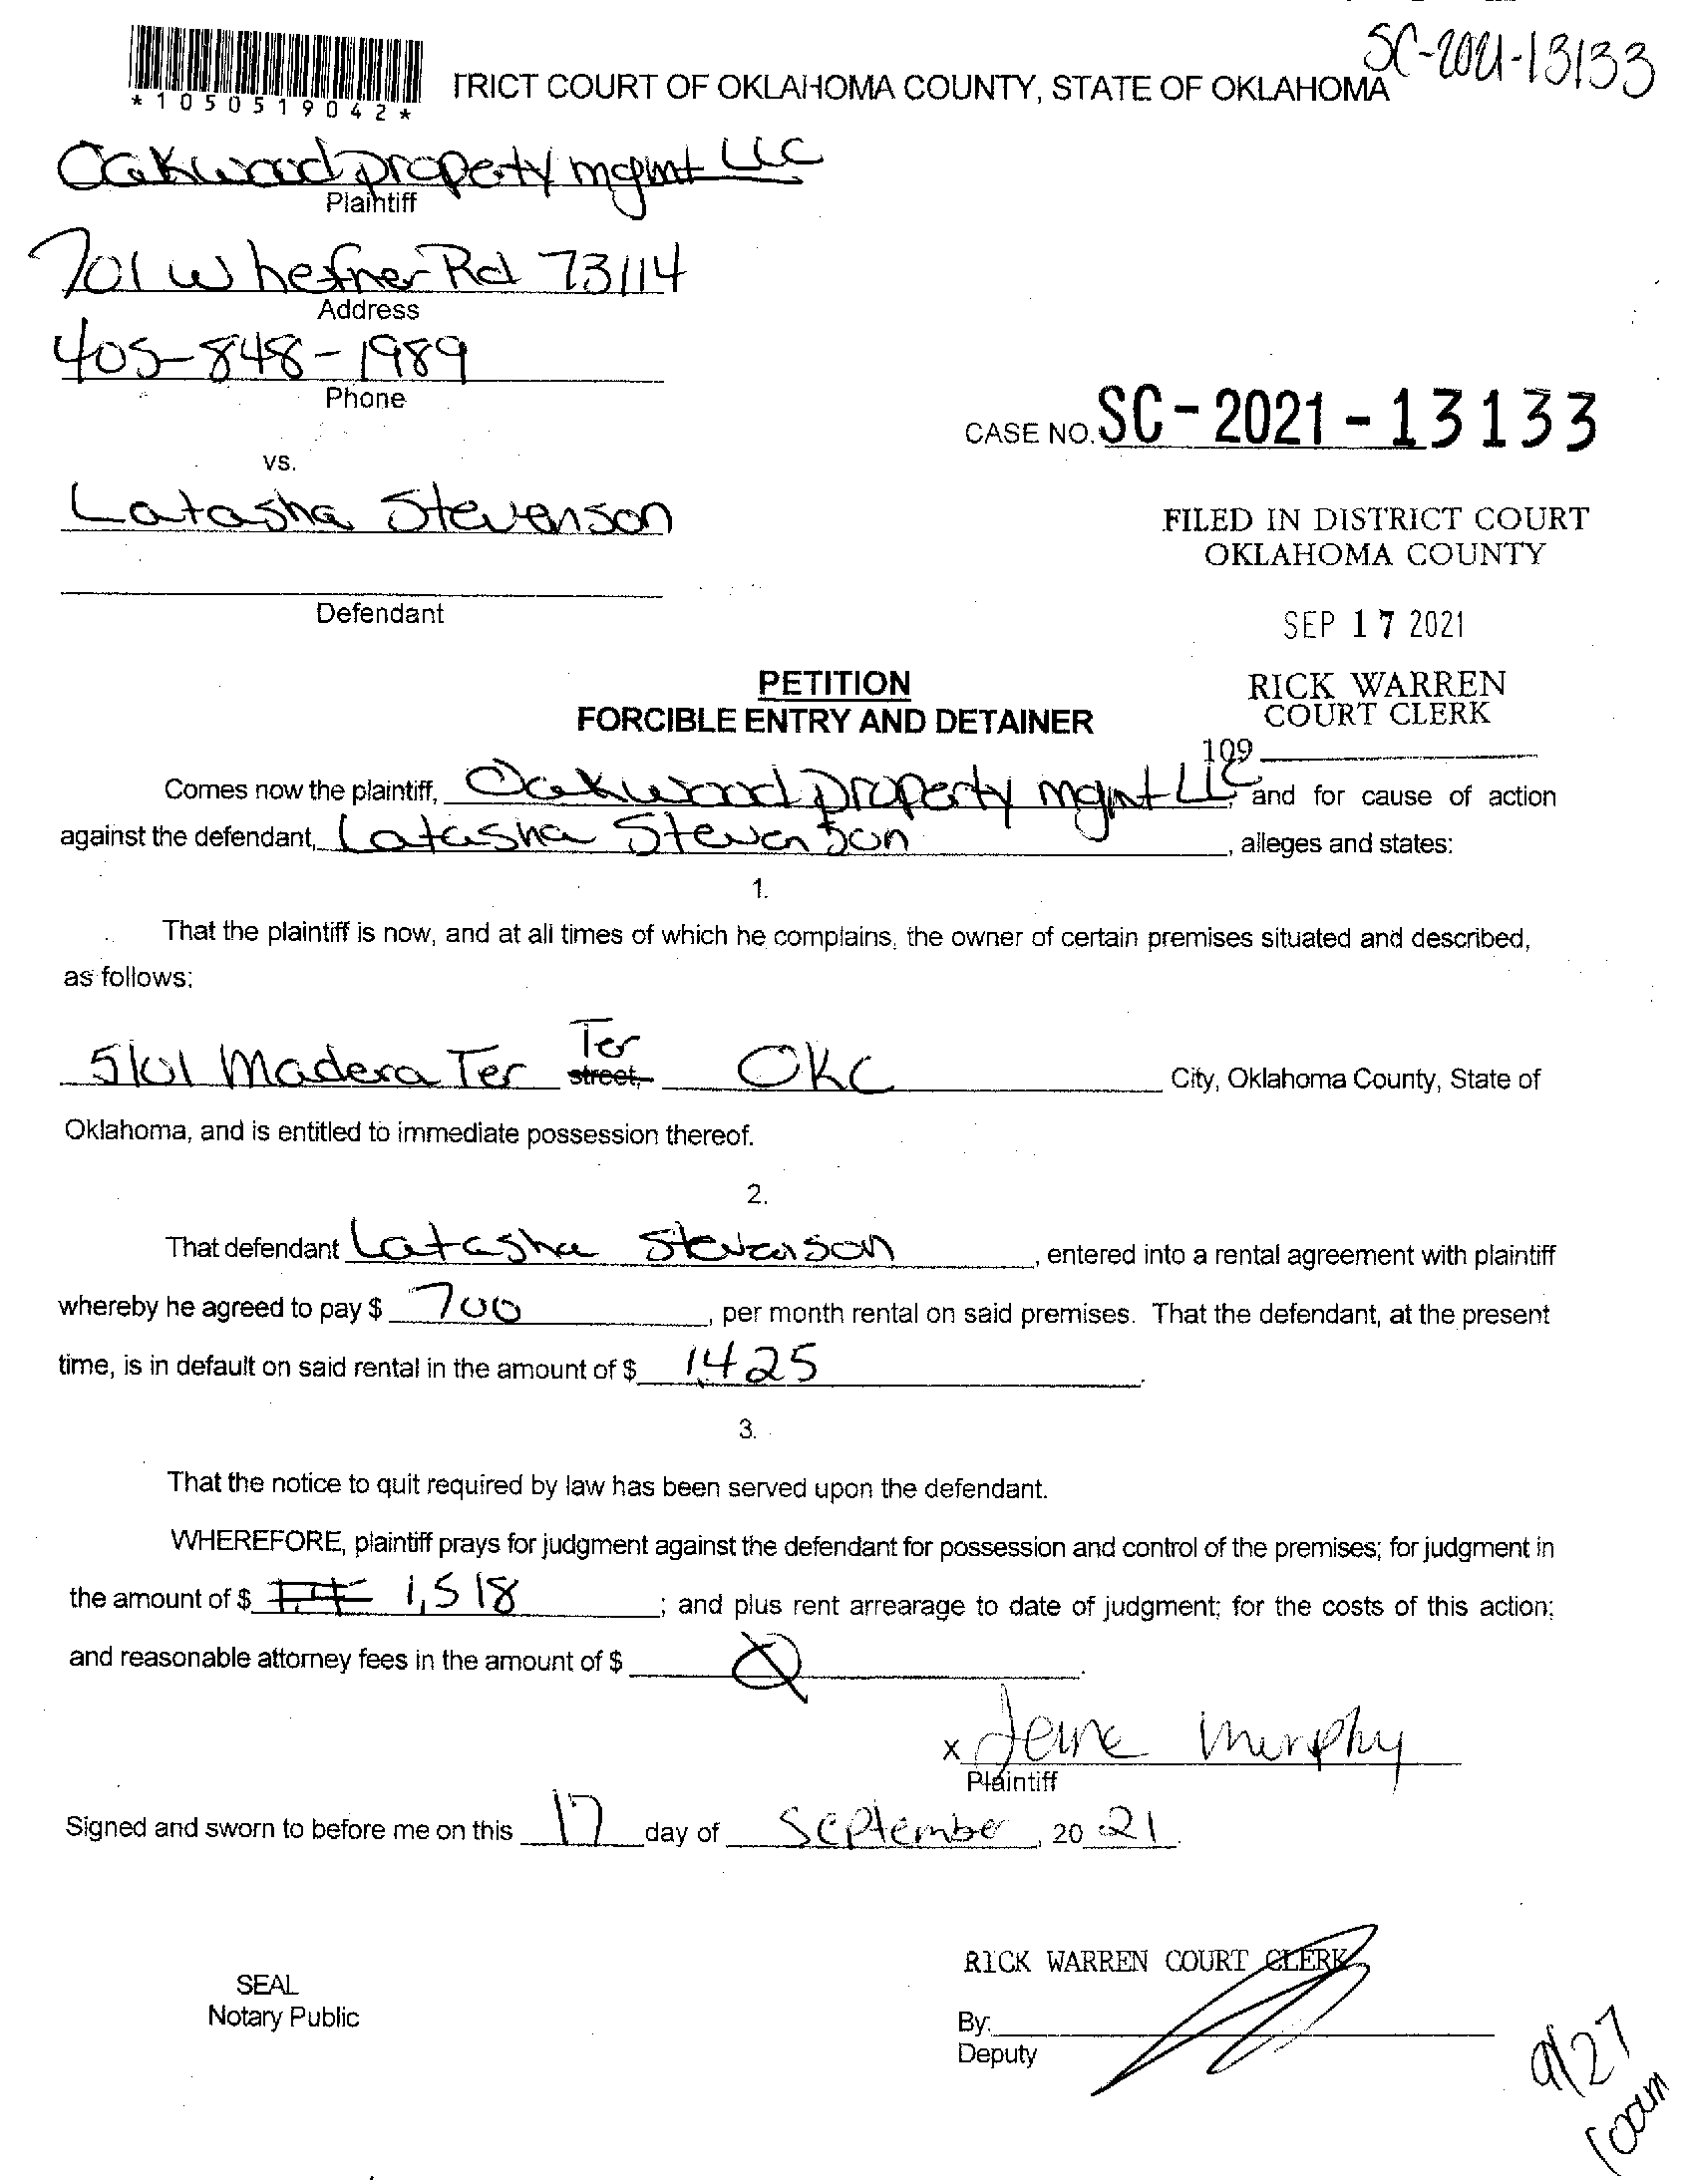 SC-2021-13133
*1050519042*
TRICT COURT OF OKLAHOMA COUNTY, STATE OF OKLAHOMA
Oakwood property mgmt LLC
Plaintiff
701 W hefner Rd 73114
Address
405-848-1989
Phone
CASE NO. SC-2021-13133
vs.
Latasha Stevenson
FILED IN DISTRICT COURT
OKLAHOMA COUNTY
Defendant
SEP 17 2021
PETITION
RICK WARREN
FORCIBLE ENTRY AND DETAINER
COURT CLERK
109
Comes now the plaintiff, Oakwood property mgmt LLC, and for cause of action
against the defendant, Latasha Stevenson, alleges and states:
1.
That the plaintiff is now, and at all times of which he complains, the owner of certain premises situated and described,
as follows:
Ter
Madera Ter street, OKC City, Oklahoma County, State of
Oklahoma, and is entitled to immediate possession thereof.
2.
That defendant Latasha Stevenson, entered into a rental agreement with plaintiff
whereby he agreed to pay $ 700, per month rental on said premises. That the defendant, at the present
time, is in default on said rental in the amount of $ 1425.
3.
That the notice to quit required by law has been served upon the defendant.
WHEREFORE, plaintiff prays for judgment against the defendant for possession and control of the premises; for judgment in
the amount of $ 1,518; and plus rent arrearage to date of judgment; for the costs of this action;
and reasonable attorney fees in the amount of $
x Murphy
Plaintiff
Signed and sworn to before me on this 17 day of September, 20 21.
RICK WARREN COURT CLERK
SEAL
Notary Public
By:
Deputy
9/27